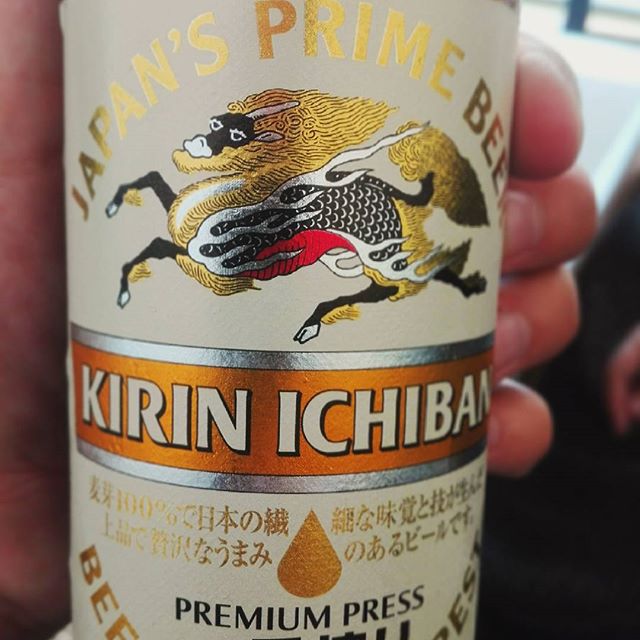 JAPAN'S PRIME BEER
KIRIN ICHIBAN
麦芽100%で日本の繊細な味覚と技が生んだ
上品で贅沢なうまみのあるビールです。
PREMIUM PRESS